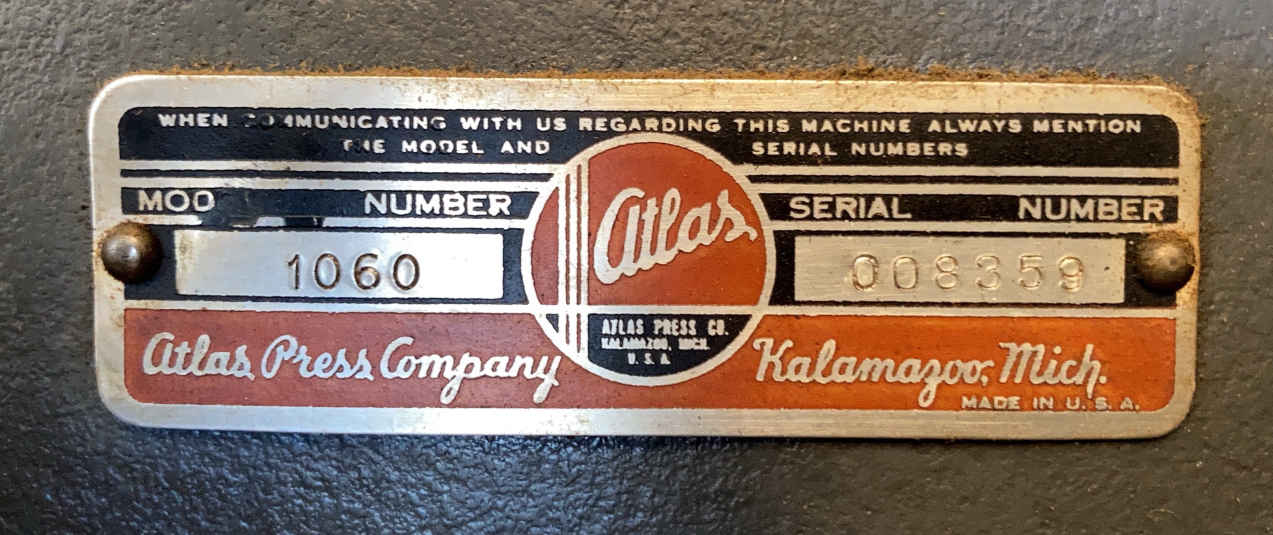 WHEN COMMUNICATING WITH US REGARDING THIS MACHINE ALWAYS MENTION
THE MODEL AND SERIAL NUMBERS
MOD NUMBER
SERIAL NUMBER
1060
008359
Atlas
ATLAS PRESS CO.
KALAMAZOO, MICH.
U. S. A.
Atlas Press Company
Kalamazoo, Mich.
MADE IN U. S. A.